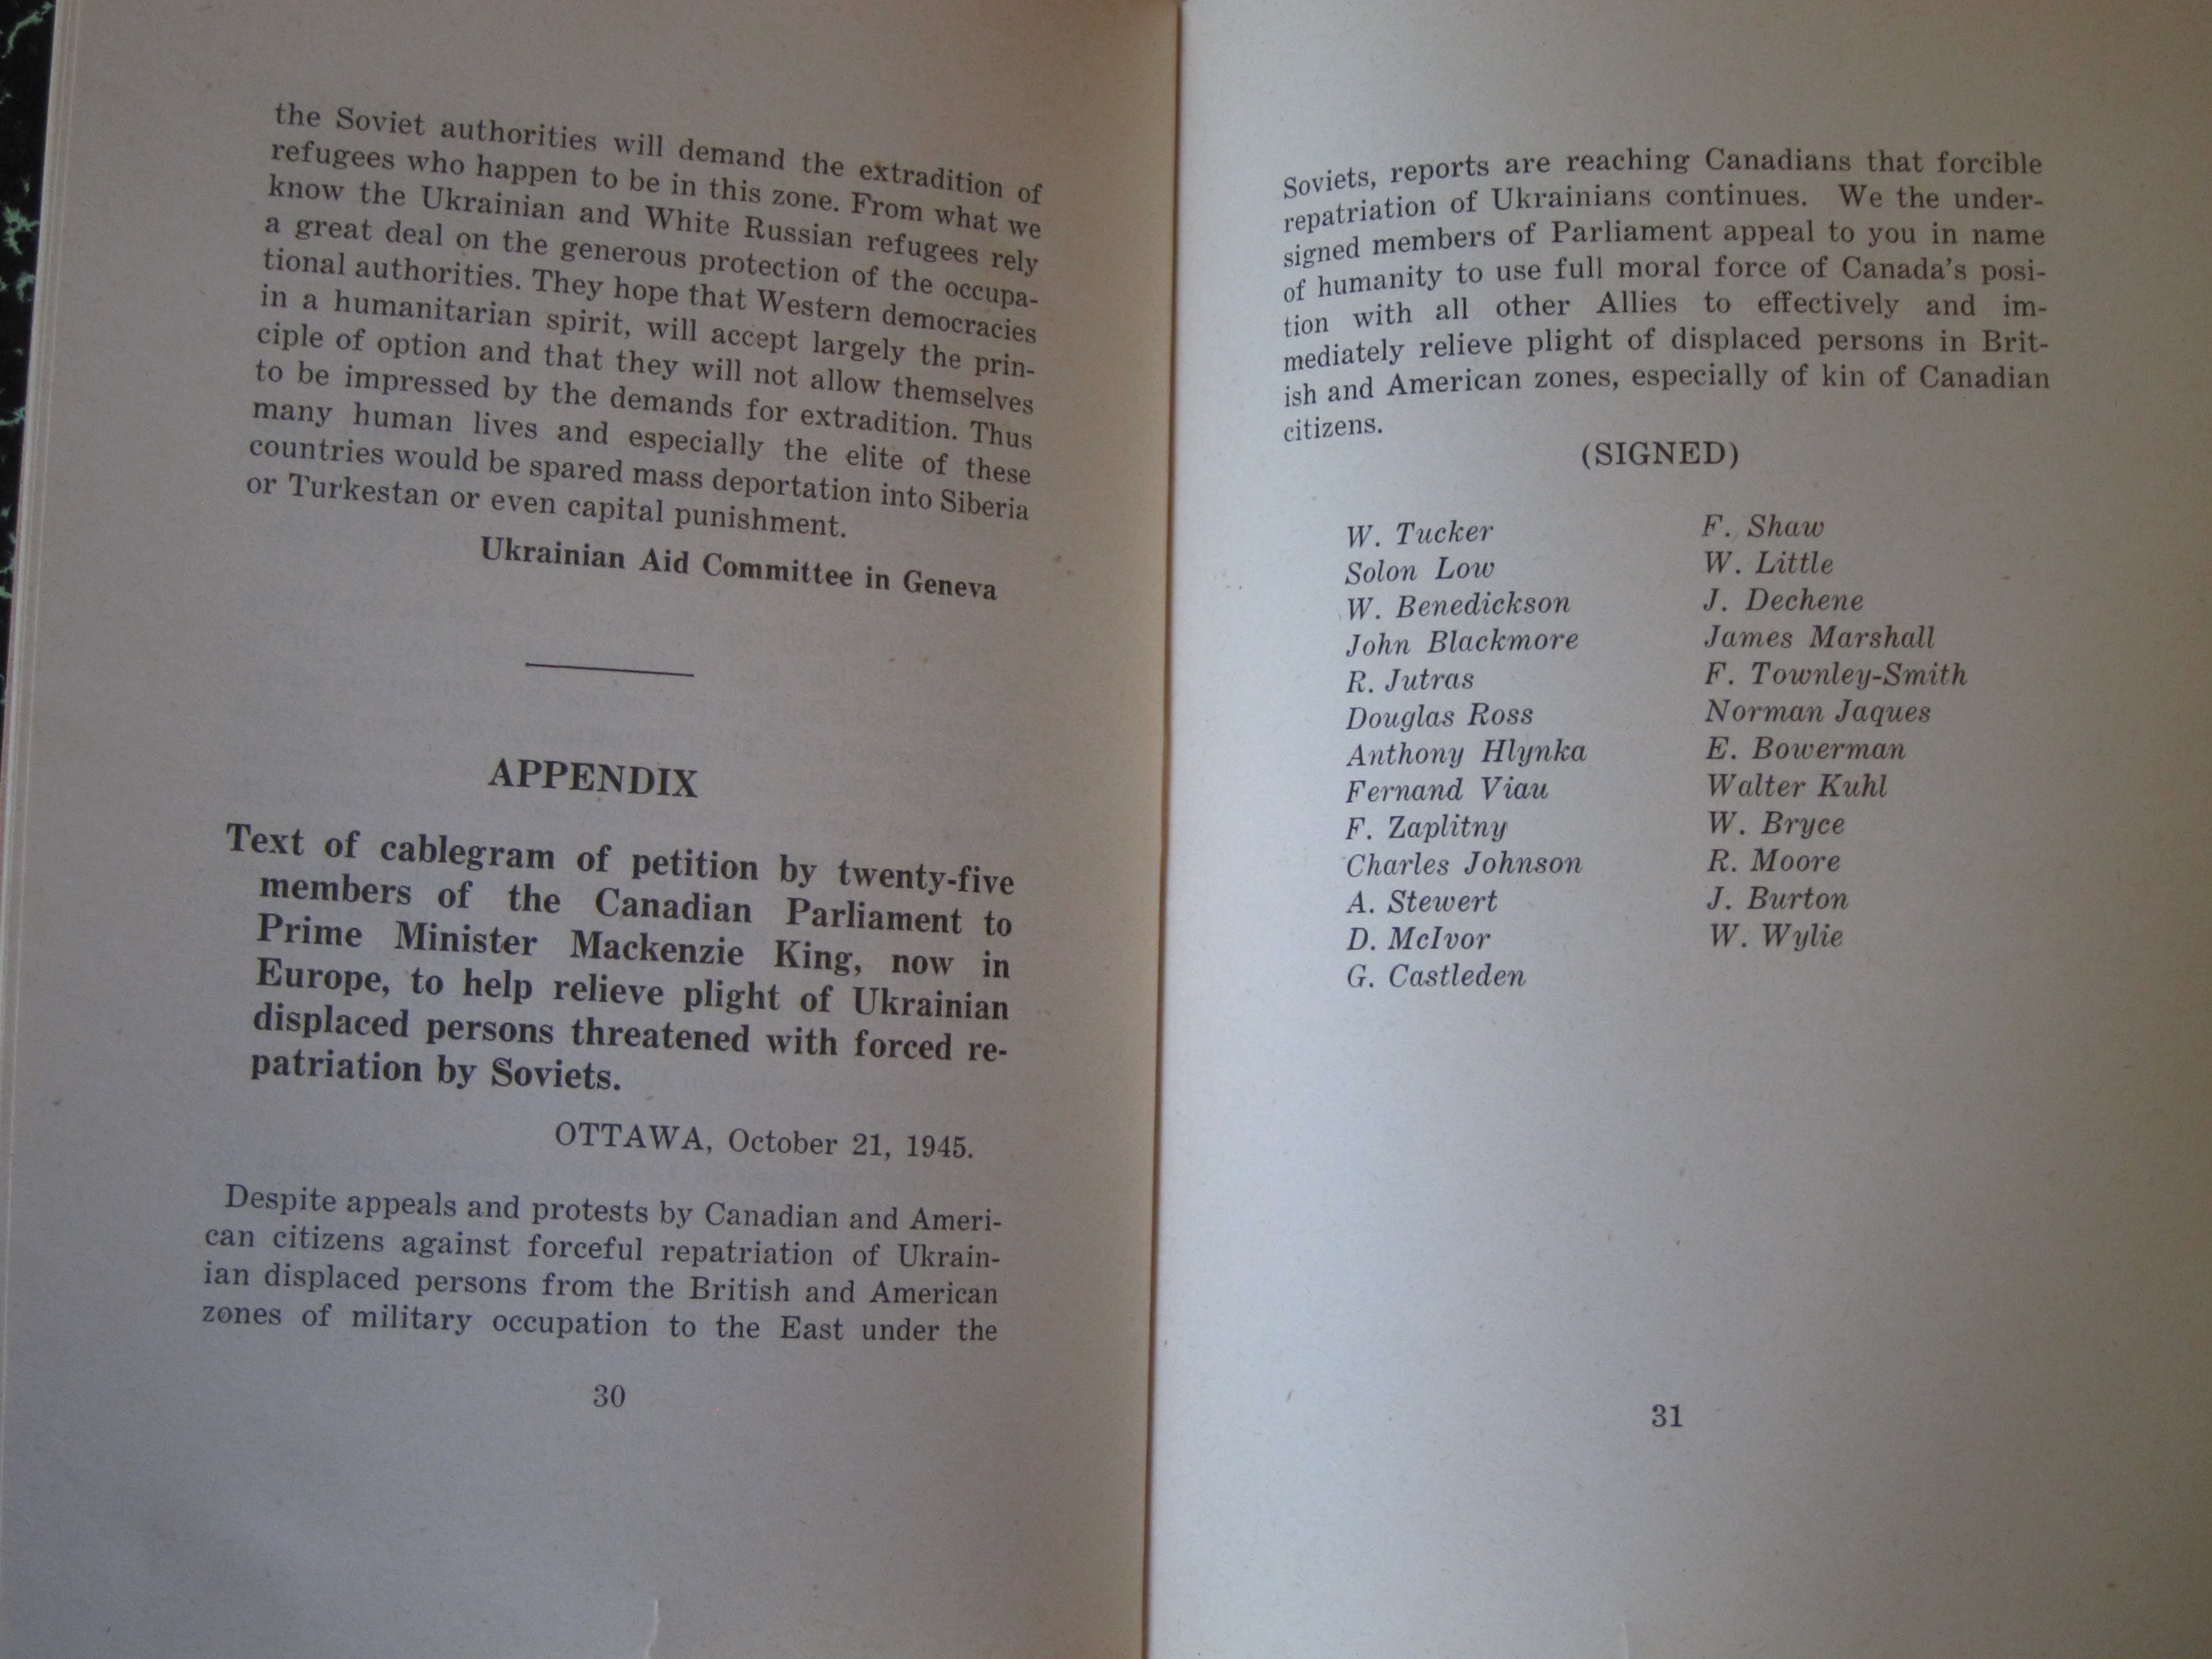 the Soviet authorities will demand the extradition of
refugees who happen to be in this zone. From what we
know the Ukrainian and White Russian refugees rely
a great deal on the generous protection of the occupa-
tional authorities. They hope that Western democracies
in a humanitarian spirit, will accept largely the prin-
ciple of option and that they will not allow themselves
to be impressed by the demands for extradition. Thus
many human lives and especially the elite of these
countries would be spared mass deportation into Siberia
or Turkestan or even capital punishment.
Ukrainian Aid Committee in Geneva
APPENDIX
Text of cablegram of petition by twenty-five
members of the Canadian Parliament to
Prime Minister Mackenzie King, now in
Europe, to help relieve plight of Ukrainian
displaced persons threatened with forced re-
patriation by Soviets.
OTTAWA, October 21, 1945.
Despite appeals and protests by Canadian and Ameri-
can citizens against forceful repatriation of Ukrain-
ian displaced persons from the British and American
zones of military occupation to the East under the
30
Soviets, reports are reaching Canadians that forcible
repatriation of Ukrainians continues. We the under-
signed members of Parliament appeal to you in name
of humanity to use full moral force of Canada's posi-
tion with all other Allies to effectively and im-
mediately relieve plight of displaced persons in Brit-
ish and American zones, especially of kin of Canadian
citizens.
(SIGNED)
W. Tucker
Solon Low
W. Benedickson
John Blackmore
R. Jutras
Douglas Ross
Anthony Hlynka
Fernand Viau
F. Zaplitny
Charles Johnson
A. Stewert
D. McIvor
G. Castleden
F. Shaw
W. Little
J. Dechene
James Marshall
F. Townley-Smith
Norman Jaques
E. Bowerman
Walter Kuhl
W. Bryce
R. Moore
J. Burton
W. Wylie
31